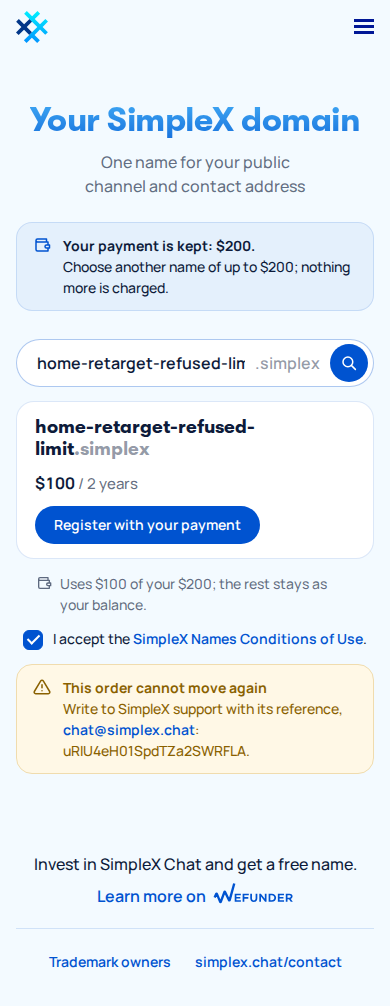 Your SimpleX domain
One name for your public
channel and contact address
Your payment is kept: $200.
Choose another name of up to $200; nothing
more is charged.
home-retarget-refused-lim .simplex
home-retarget-refused-
limit.simplex
$100 / 2 years
Register with your payment
Uses $100 of your $200; the rest stays as
your balance.
I accept the SimpleX Names Conditions of Use.
This order cannot move again
Write to SimpleX support with its reference,
chat@simplex.chat:
uRIU4eH01SpdTZa2SWRFLA.
Invest in SimpleX Chat and get a free name.
Learn more on WEFUNDER
Trademark owners simplex.chat/contact